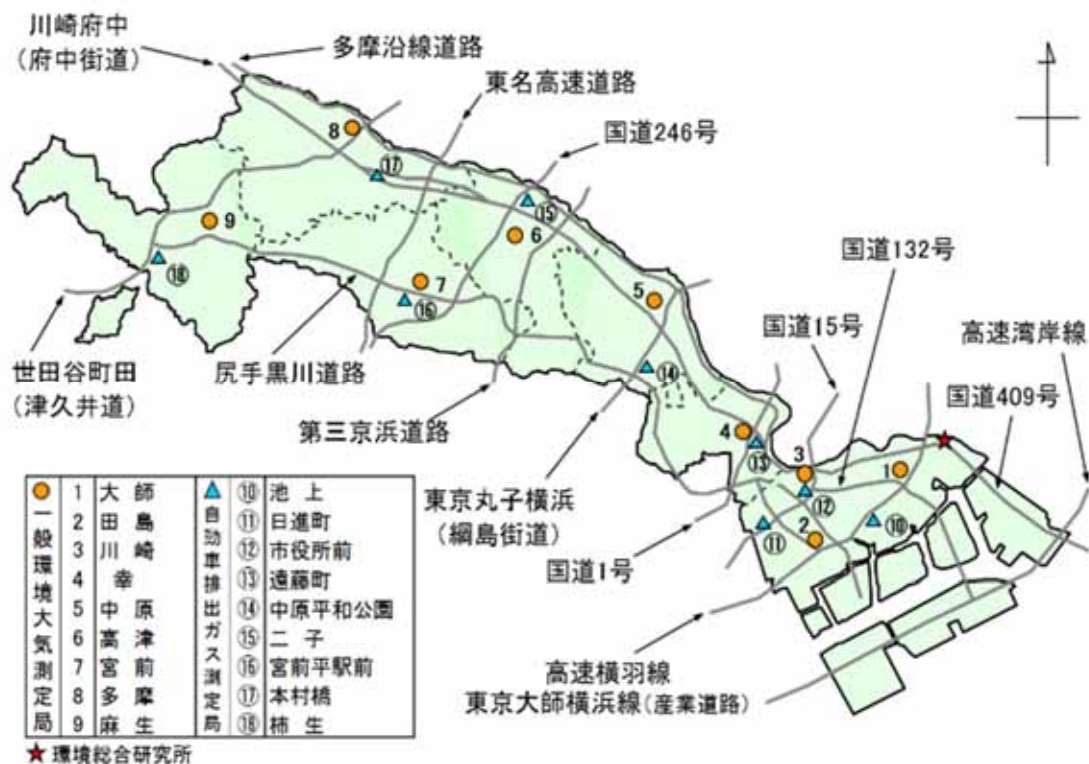 川崎府中
(府中街道)
多摩沿線道路
東名高速道路
国道246号
国道132号
国道15号
高速湾岸線
国道409号
世田谷町田
(津久井道)
尻手黒川道路
第三京浜道路
東京丸子横浜
(綱島街道)
国道1号
高速横羽線
東京大師横浜線(産業道路)
8
⑰
⑮
9
6
⑱
7
⑯
5
⑭
4
⑬
3
1
⑫
⑪
2
⑩
一般環境大気測定局
1 大師
2 田島
3 川崎
4 幸
5 中原
6 高津
7 宮前
8 多摩
9 麻生
自動車排出ガス測定局
⑩ 池上
⑪ 日進町
⑫ 市役所前
⑬ 遠藤町
⑭ 中原平和公園
⑮ 二子
⑯ 宮前平駅前
⑰ 本村橋
⑱ 柿生
★ 環境総合研究所